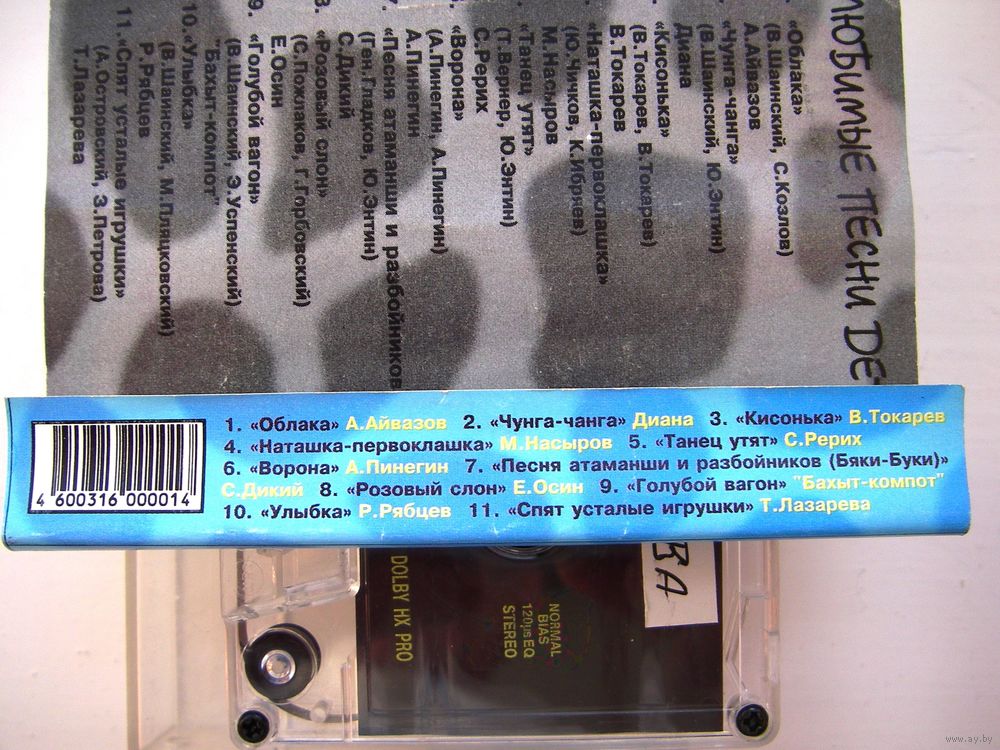 ЛЮБИМЫЕ ПЕСНИ ДЕ
«Облака»
(В.Шаинский, С.Козлов)
А.Айвазов
«Чунга-чанга»
(В.Шаинский, Ю.Энтин)
Диана
«Кисонька»
(В.Токарев, В.Токарев)
В.Токарев
«Наташка-первоклашка»
(Ю.Чичков, К.Ибряев)
М.Насыров
«Танец утят»
(Т.Вернер, Ю.Энтин)
С.Рерих
«Ворона»
(А.Пинегин, А.Пинегин)
А.Пинегин
7. «Песня атаманши и разбойников
(Ген.Гладков, Ю.Энтин)
С.Дикий
8. «Розовый слон»
(С.Пожлаков, Г.Горбовский)
Е.Осин
9. «Голубой вагон»
(В.Шаинский, Э.Успенский)
"Бахыт-компот"
10. «Улыбка»
(В.Шаинский, М.Пляцковский)
Р.Рябцев
11. «Спят усталые игрушки»
(А.Островский, З.Петрова)
Т.Лазарева
1. «Облака» А.Айвазов 2. «Чунга-чанга» Диана 3. «Кисонька» В.Токарев
4. «Наташка-первоклашка» М.Насыров 5. «Танец утят» С.Рерих
6. «Ворона» А.Пинегин 7. «Песня атаманши и разбойников (Бяки-Буки)»
С.Дикий 8. «Розовый слон» Е.Осин 9. «Голубой вагон» "Бахыт-компот"
10. «Улыбка» Р.Рябцев 11. «Спят усталые игрушки» Т.Лазарева
4 600316 000014
DOLBY HX PRO
NORMAL
BIAS
120μs EQ
STEREO
ВА
www.ay.by